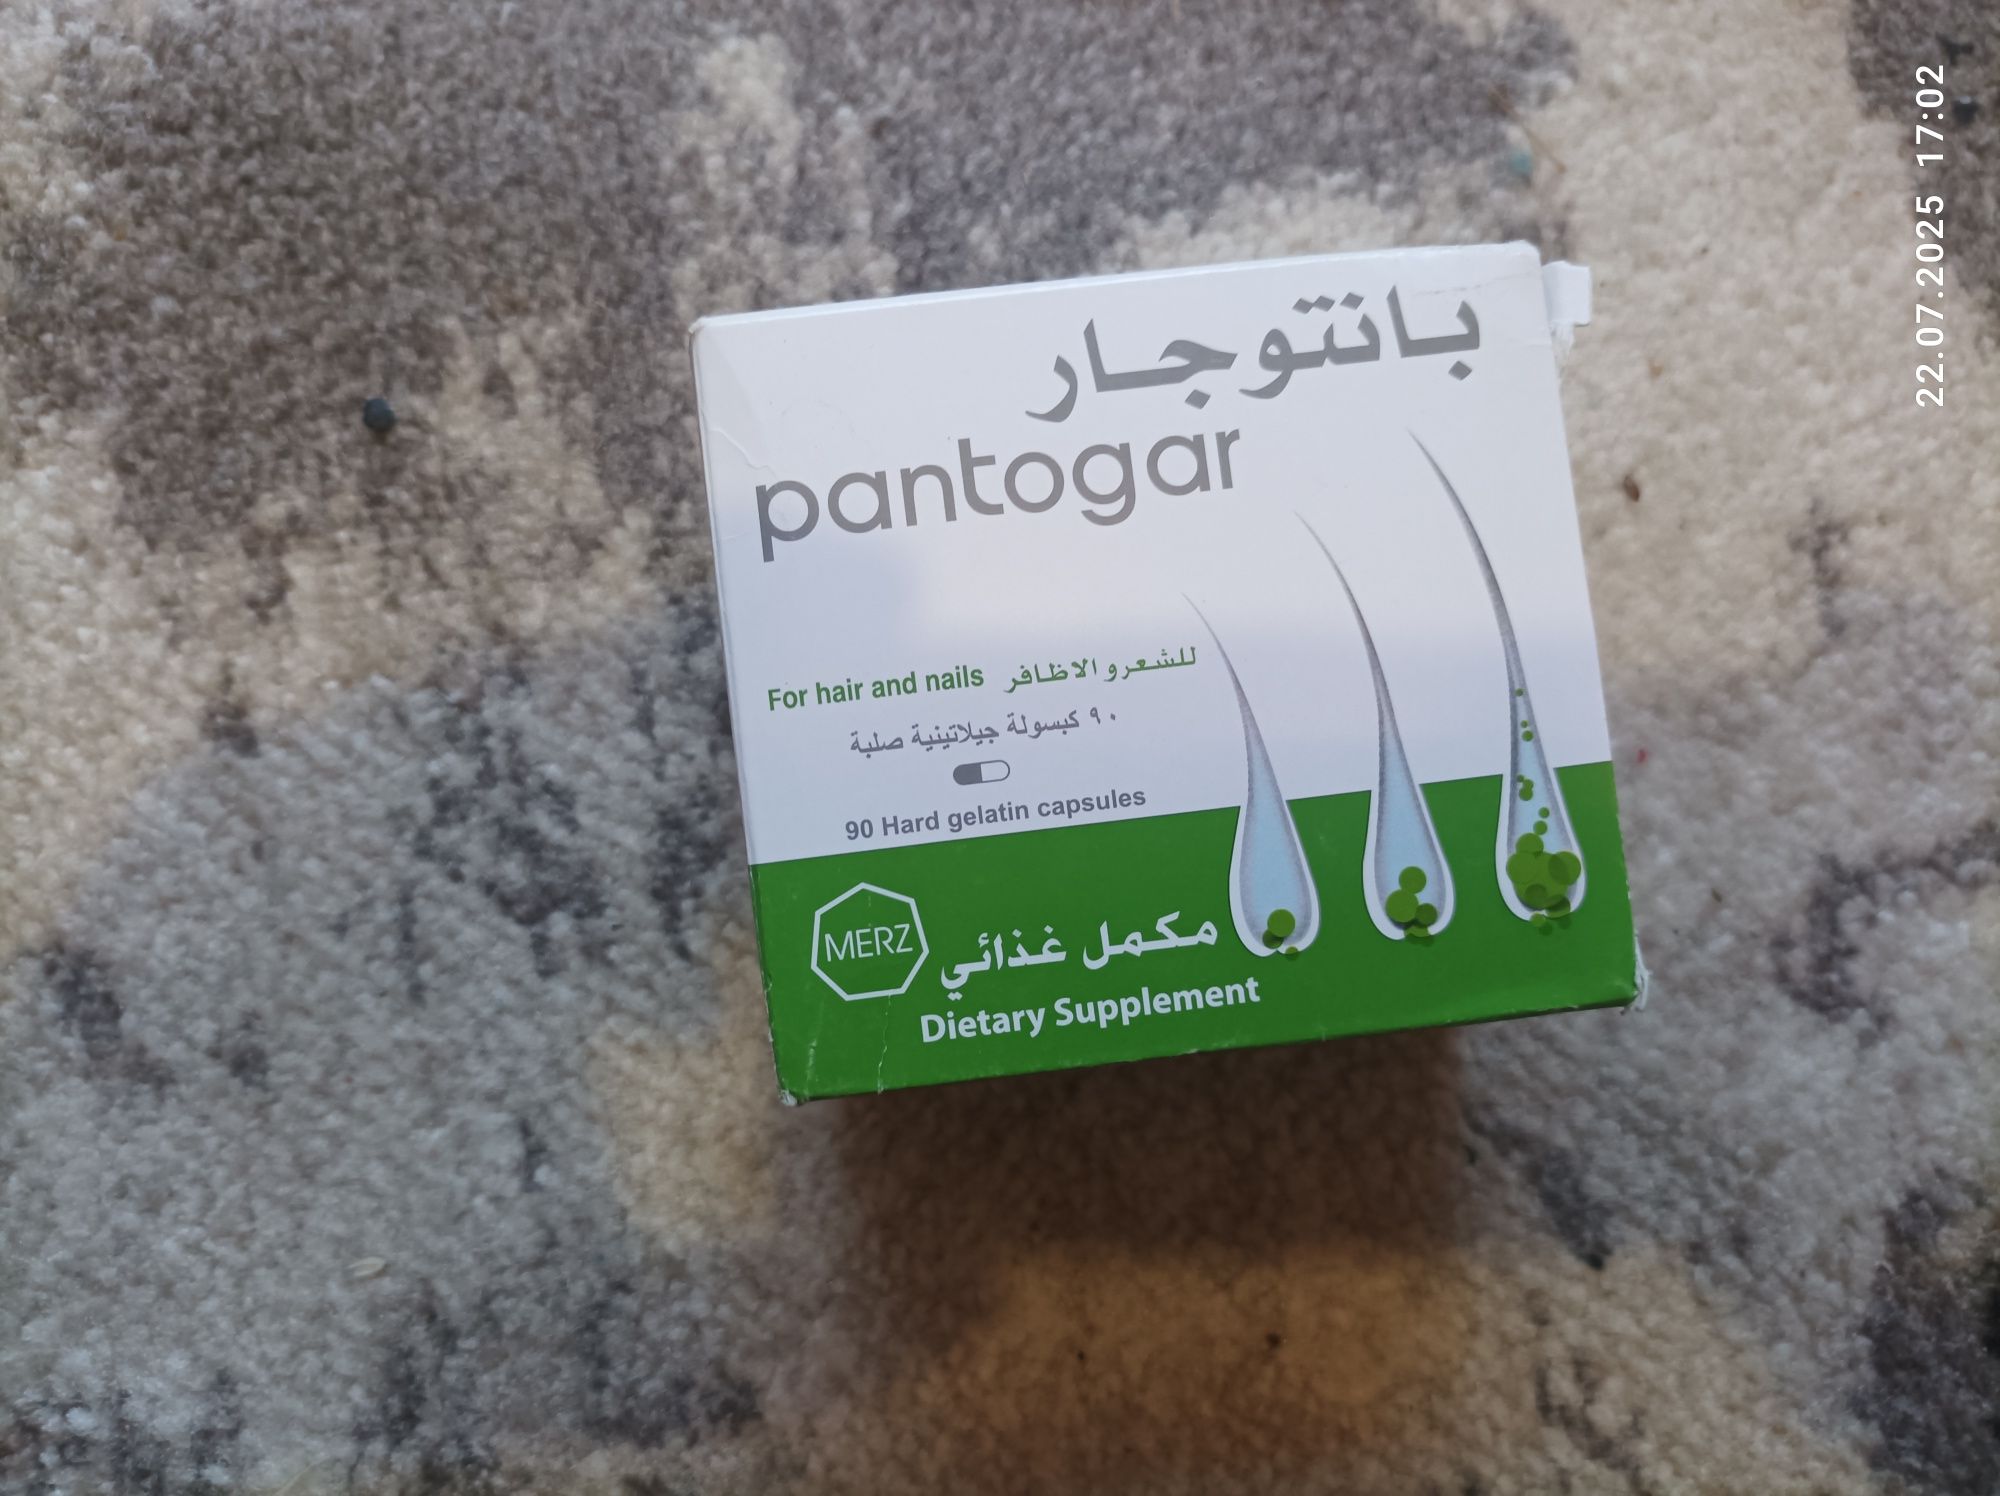 بانتوجار
pantogar
For hair and nails للشعر و الاظافر
٩٠ كبسولة جيلاتينية صلبة
90 Hard gelatin capsules
MERZ
مكمل غذائي
Dietary Supplement
22.07.2025 17:02